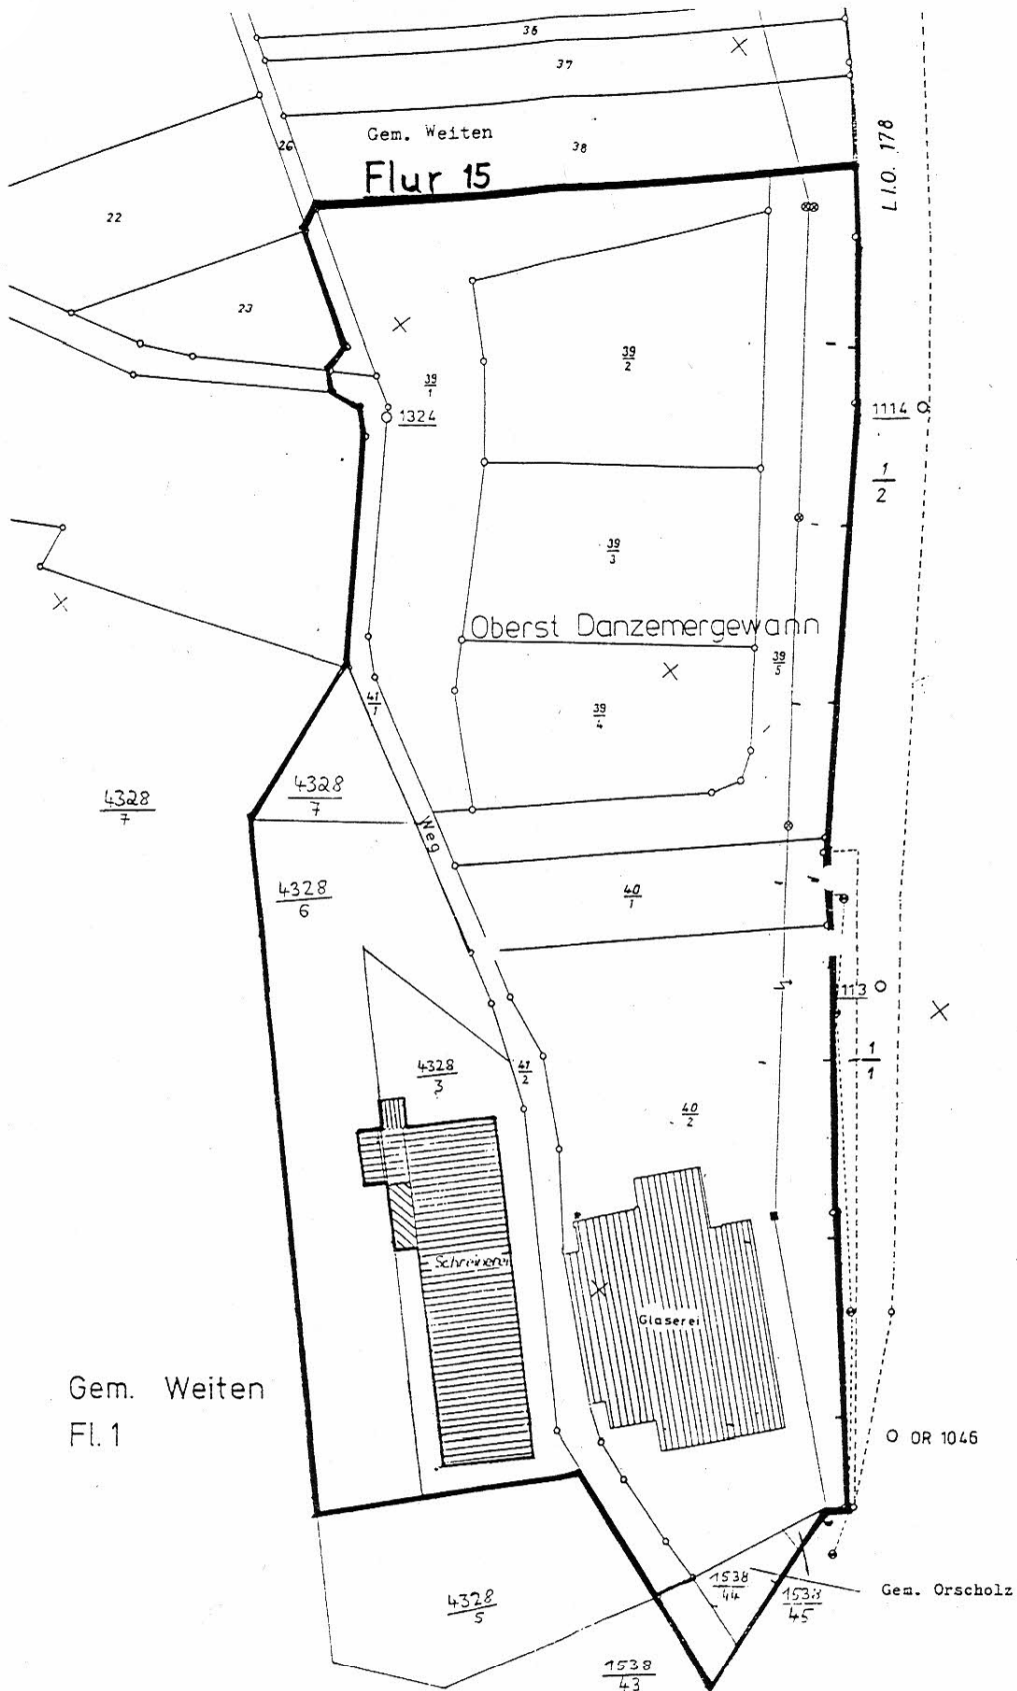 36
37
Gem. Weiten
38
26
Flur 15
L.I.O. 178
22
23
39/2
39/1
1324
1114
1/2
39/3
Oberst Danzemergewann
39/5
41/1
39/4
4328/7
4328/7
Weg
4328/6
40/1
113
1/1
4328/3
41/2
40/2
Schreinerei
Glaserei
Gem. Weiten
Fl. 1
OR 1046
1538/44
1538/45
Gem. Orscholz
4328/5
1538/43